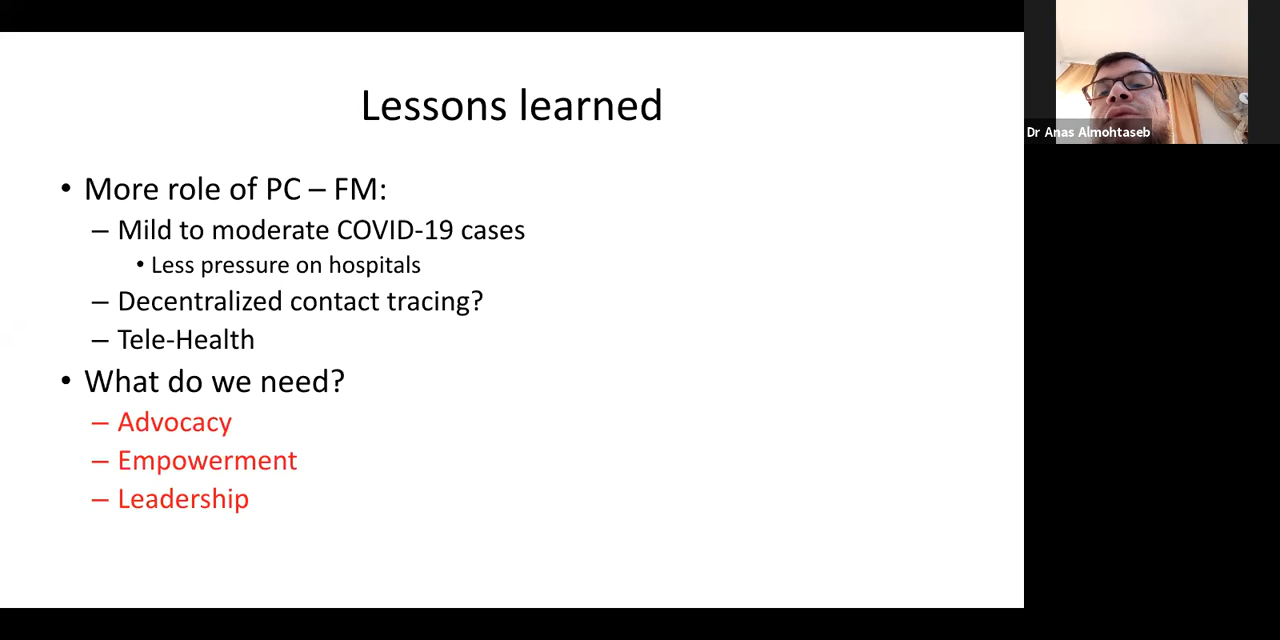 Lessons learned
• More role of PC – FM:
– Mild to moderate COVID-19 cases
• Less pressure on hospitals
– Decentralized contact tracing?
– Tele-Health
• What do we need?
– Advocacy
– Empowerment
– Leadership
Dr Anas Almohtaseb